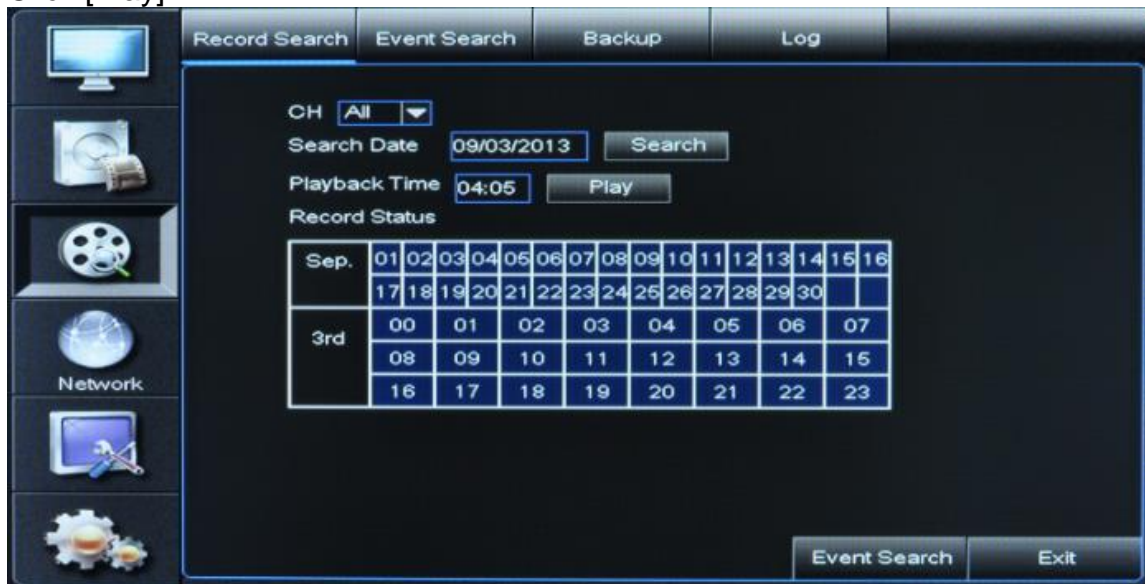 Record Search Event Search Backup Log
CH All
Search Date 09/03/2013 Search
Playback Time 04:05 Play
Record Status
Sep. 01 02 03 04 05 06 07 08 09 10 11 12 13 14 15 16
17 18 19 20 21 22 23 24 25 26 27 28 29 30
3rd 00 01 02 03 04 05 06 07
08 09 10 11 12 13 14 15
16 17 18 19 20 21 22 23
Network
Event Search Exit